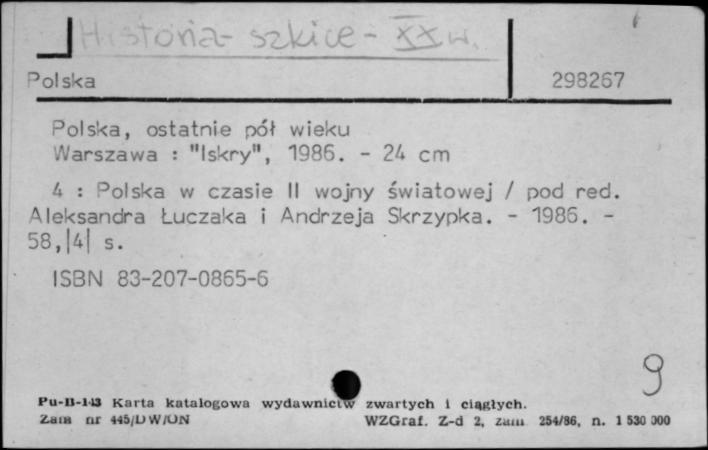 Historia - szkice - XX w.
Polska 298267
Polska, ostatnie pół wieku
Warszawa : "Iskry", 1986. - 24 cm
4 : Polska w czasie II wojny światowej / pod red.
Aleksandra Łuczaka i Andrzeja Skrzypka. - 1986. -
58,|4| s.
ISBN 83-207-0865-6
9
Pu-B-143 Karta katalogowa wydawnictw zwartych i ciągłych.
Zam nr 445/DW/ON WZGraf. Z-d 2, zam 254/86, n. 1 530 000